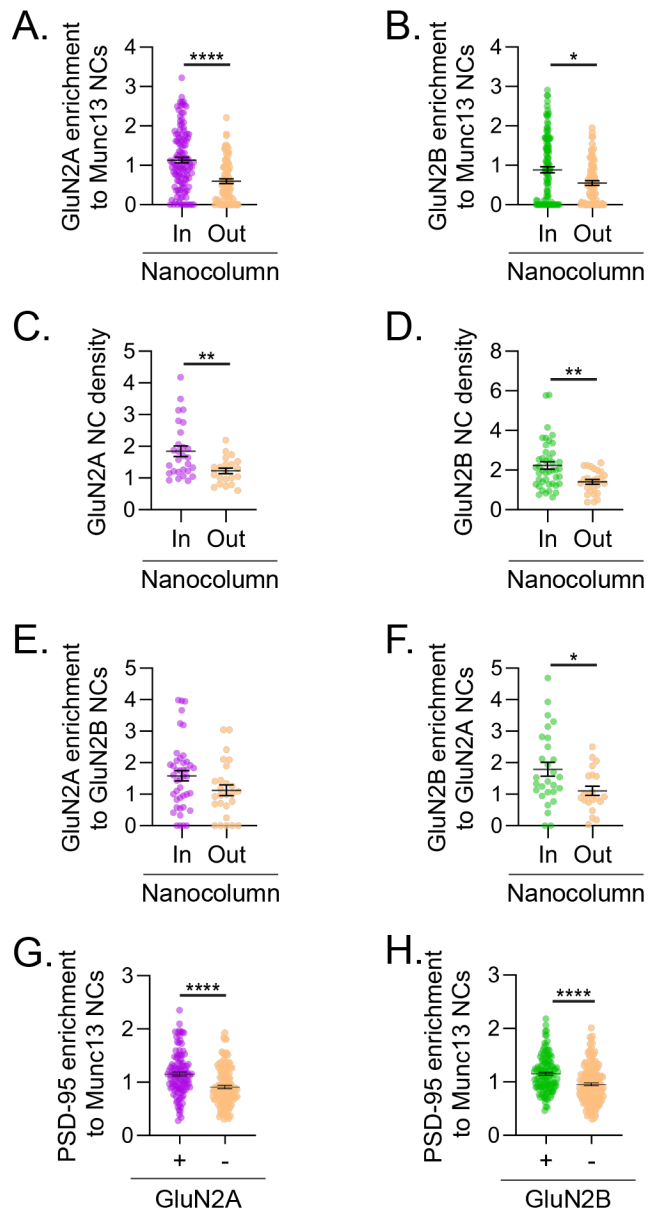 A.
GluN2A enrichment
to Munc13 NCs
4
3
2
1
0
****
In Out
Nanocolumn
B.
GluN2B enrichment
to Munc13 NCs
4
3
2
1
0
*
In Out
Nanocolumn
C.
GluN2A NC density
5
4
3
2
1
0
**
In Out
Nanocolumn
D.
GluN2B NC density
8
6
4
2
0
**
In Out
Nanocolumn
E.
GluN2A enrichment
to GluN2B NCs
5
4
3
2
1
0
In Out
Nanocolumn
F.
GluN2B enrichment
to GluN2A NCs
5
4
3
2
1
0
*
In Out
Nanocolumn
G.
PSD-95 enrichment
to Munc13 NCs
3
2
1
0
****
+ -
GluN2A
H.
PSD-95 enrichment
to Munc13 NCs
3
2
1
0
****
+ -
GluN2B